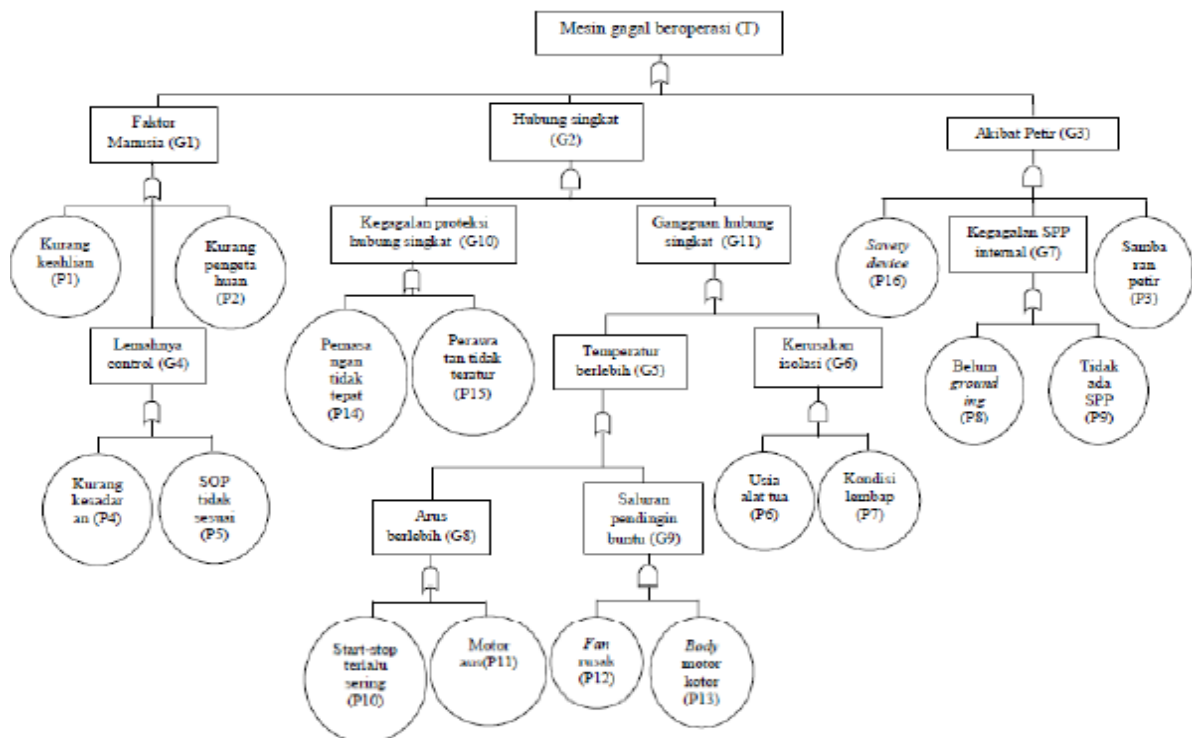 Mesin gagal beroperasi (T)
Faktor
Manusia (G1)
Hubung singkat
(G2)
Akibat Petir (G3)
Kurang
keahlian
(P1)
Kurang
pengeta
huan
(P2)
Kegagalan proteksi
hubung singkat (G10)
Gangguan hubung
singkat (G11)
Savety
device
(P16)
Kegagalan SPP
internal (G7)
Samba
ran
petir
(P3)
Lemahnya
control (G4)
Pemasa
ngan
tidak
tepat
(P14)
Perawa
tan tidak
teratur
(P15)
Temperatur
berlebih (G5)
Kerusakan
isolasi (G6)
Belum
ground
ing
(P8)
Tidak
ada
SPP
(P9)
Kurang
kesadar
an (P4)
SOP
tidak
sesuai
(P5)
Arus
berlebih (G8)
Saluran
pendingin
buntu (G9)
Usia
alat tua
(P6)
Kondisi
lembap
(P7)
Start-stop
terlalu
sering
(P10)
Motor
aus(P11)
Fan
rusak
(P12)
Body
motor
kotor
(P13)